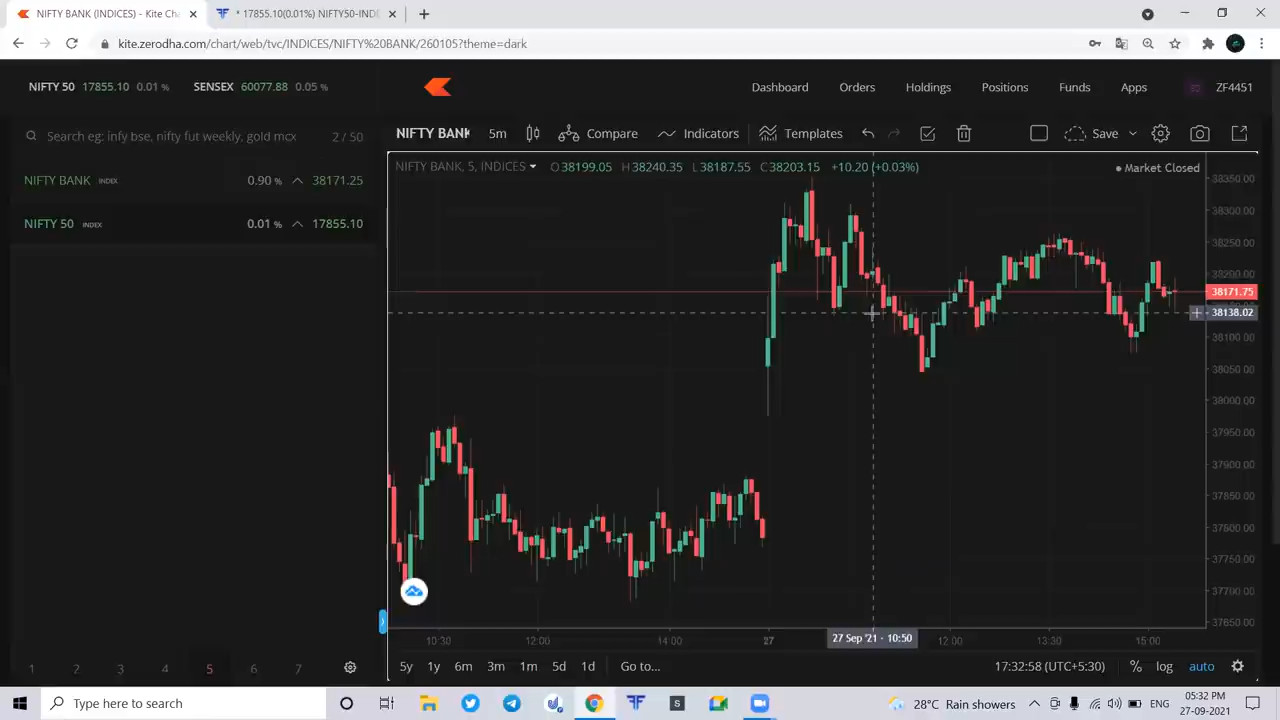 NIFTY BANK (INDICES) - Kite Cha
* 17855.10(0.01%) NIFTY50-INDE
kite.zerodha.com/chart/web/tvc/INDICES/NIFTY%20BANK/260105?theme=dark
NIFTY 50 17855.10 0.01 % SENSEX 60077.88 0.05 %
Dashboard Orders Holdings Positions Funds Apps ZF4451
Search eg: infy bse, nifty fut weekly, gold mcx 2 / 50
NIFTY BANK 5m Compare Indicators Templates Save
NIFTY BANK INDEX 0.90 % 38171.25
NIFTY 50 INDEX 0.01 % 17855.10
NIFTY BANK, 5, INDICES O38199.05 H38240.35 L38187.55 C38203.15 +10.20 (+0.03%)
Market Closed
38350.00
38300.00
38250.00
38200.00
38171.75
38138.02
38100.00
38050.00
38000.00
37950.00
37900.00
37850.00
37800.00
37750.00
37700.00
37650.00
10:30 12:00 14:00 27 27 Sep '21 - 10:50 12:00 13:30 15:00
1 2 3 4 5 6 7
5y 1y 6m 3m 1m 5d 1d Go to... 17:32:58 (UTC+5:30) % log auto
Type here to search
28°C Rain showers ENG
05:32 PM
27-09-2021